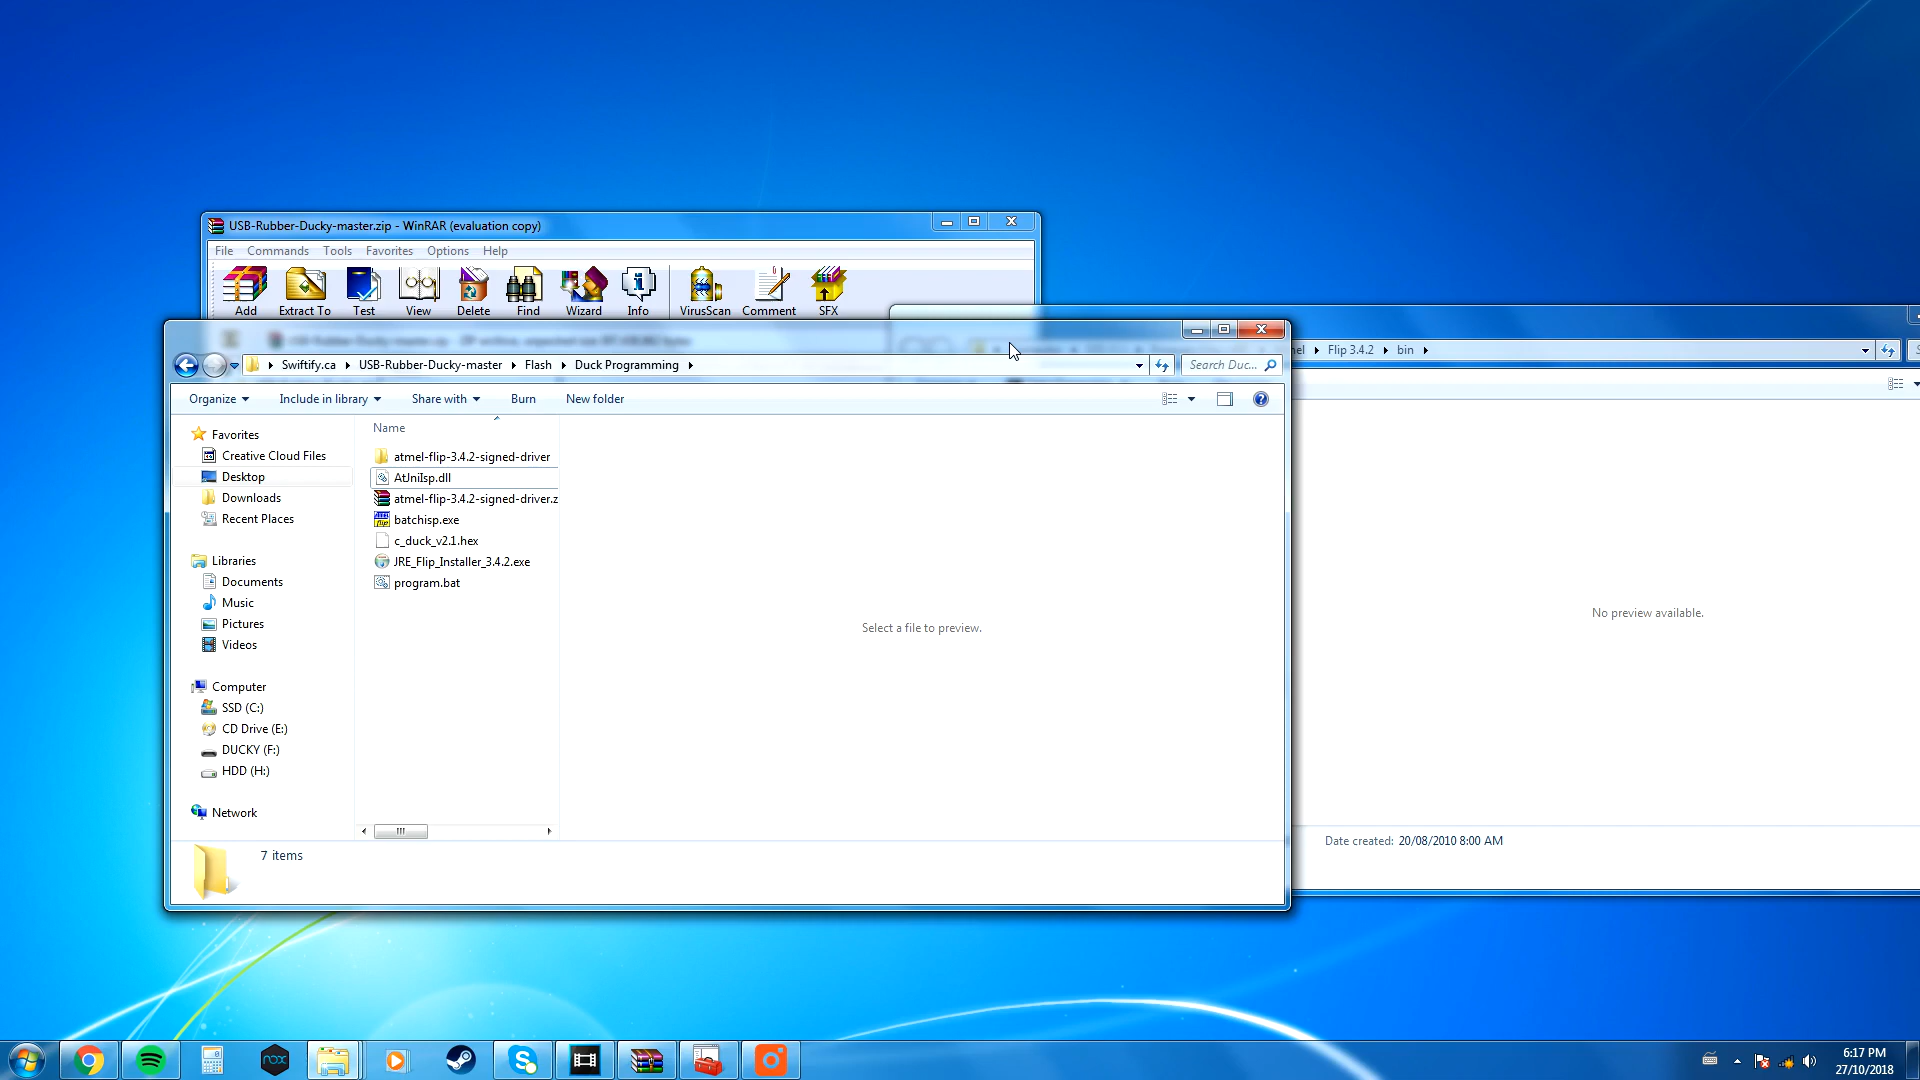 USB-Rubber-Ducky-master.zip - WinRAR (evaluation copy)
File Commands Tools Favorites Options Help
Add Extract To Test View Delete Find Wizard Info VirusScan Comment SFX
Swiftify.ca USB-Rubber-Ducky-master Flash Duck Programming
Search Duc...
Flip 3.4.2 bin
Organize Include in library Share with Burn New folder
Name
Favorites
Creative Cloud Files
Desktop
Downloads
Recent Places
Libraries
Documents
Music
Pictures
Videos
Computer
SSD (C:)
CD Drive (E:)
DUCKY (F:)
HDD (H:)
Network
atmel-flip-3.4.2-signed-driver
AtJniIsp.dll
atmel-flip-3.4.2-signed-driver.z
batchisp.exe
c_duck_v2.1.hex
JRE_Flip_Installer_3.4.2.exe
program.bat
Select a file to preview.
No preview available.
7 items
Date created: 20/08/2010 8:00 AM
nox
6:17 PM
27/10/2018